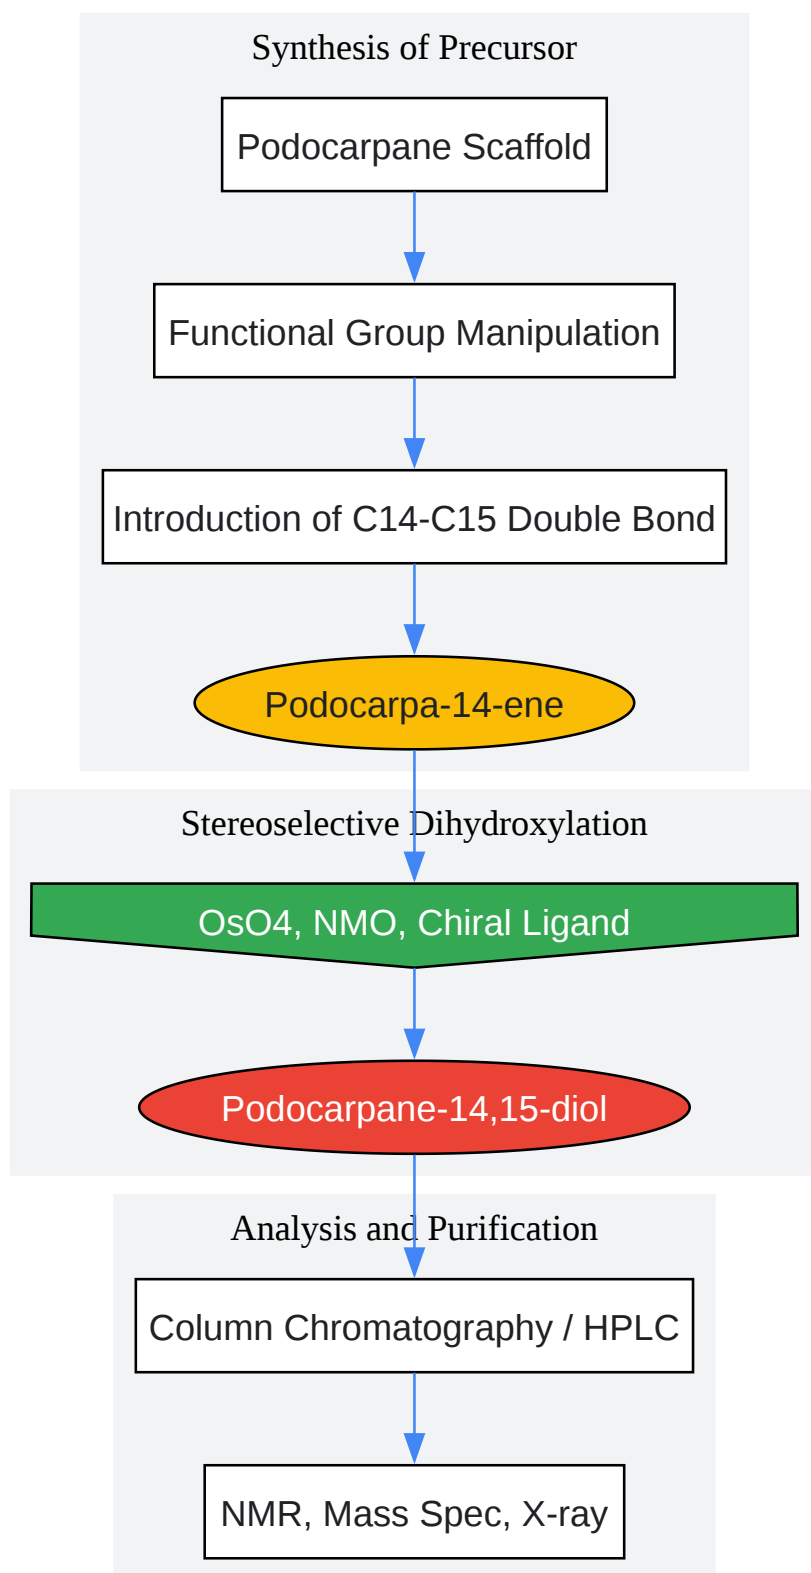 Synthesis of Precursor
Podocarpane Scaffold
Functional Group Manipulation
Introduction of C14-C15 Double Bond
Podocarpa-14-ene
Stereoselective Dihydroxylation
OsO4, NMO, Chiral Ligand
Podocarpane-14,15-diol
Analysis and Purification
Column Chromatography / HPLC
NMR, Mass Spec, X-ray